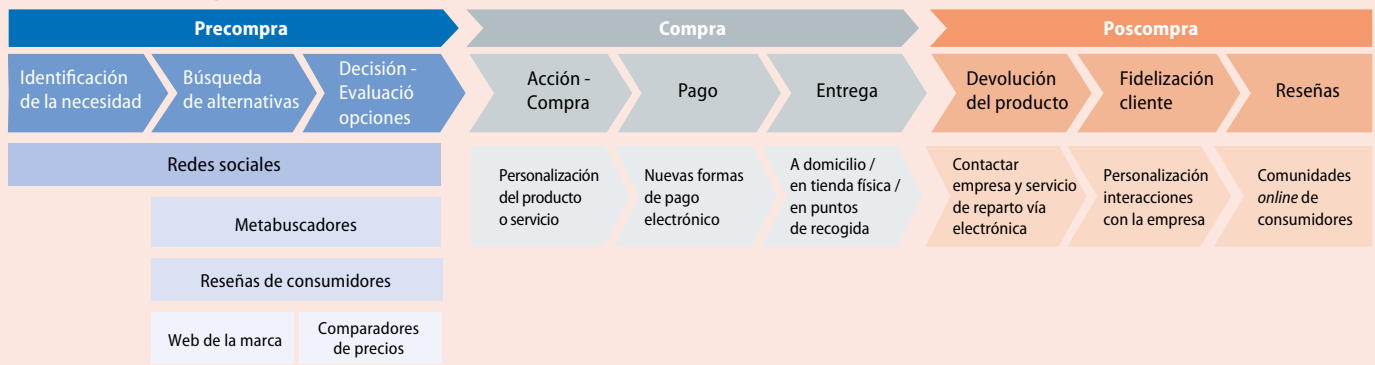 Precompra
Compra
Poscompra
Identificación
de la necesidad
Búsqueda
de alternativas
Decisión -
Evaluació
opciones
Acción -
Compra
Pago
Entrega
Devolución
del producto
Fidelización
cliente
Reseñas
Redes sociales
Metabuscadores
Reseñas de consumidores
Web de la marca
Comparadores
de precios
Personalización
del producto
o servicio
Nuevas formas
de pago
electrónico
A domicilio /
en tienda física /
en puntos
de recogida
Contactar
empresa y servicio
de reparto vía
electrónica
Personalización
interacciones
con la empresa
Comunidades
online de
consumidores